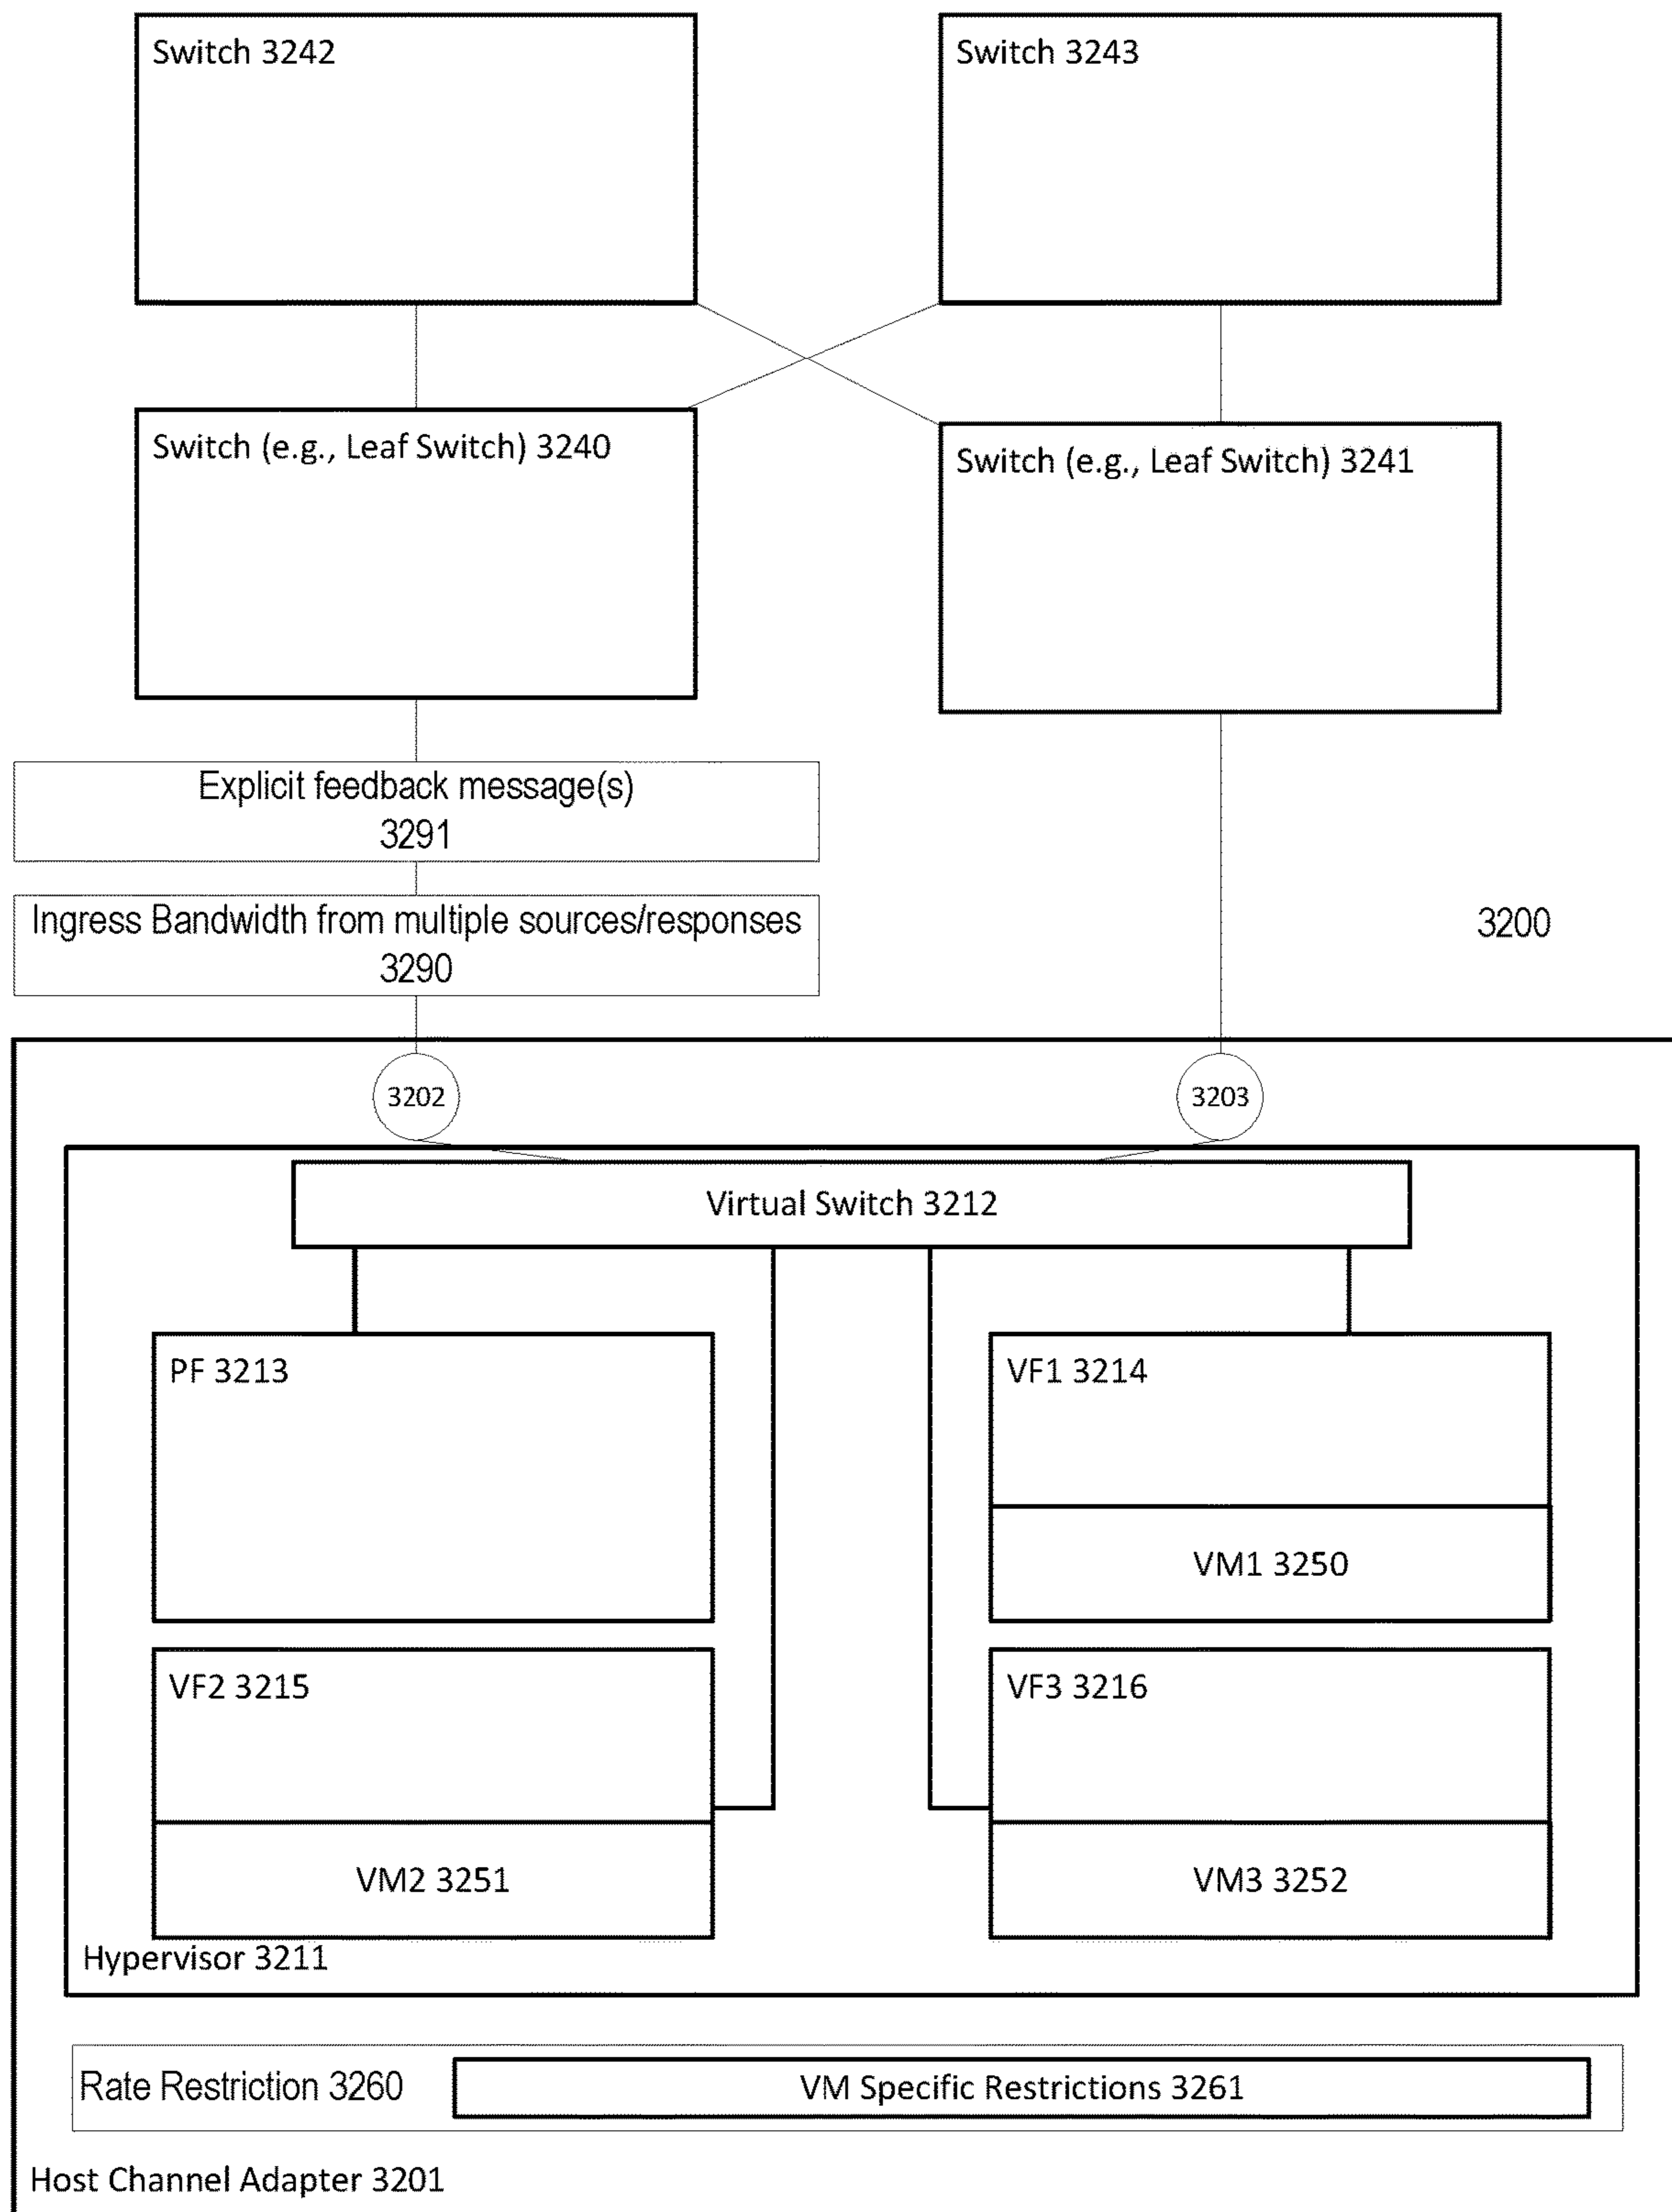 Switch 3242
Switch 3243
Switch (e.g., Leaf Switch) 3240
Switch (e.g., Leaf Switch) 3241
Explicit feedback message(s)
3291
Ingress Bandwidth from multiple sources/responses
3290
3200
3202
3203
Virtual Switch 3212
PF 3213
VF1 3214
VM1 3250
VF2 3215
VF3 3216
VM2 3251
VM3 3252
Hypervisor 3211
Rate Restriction 3260
VM Specific Restrictions 3261
Host Channel Adapter 3201